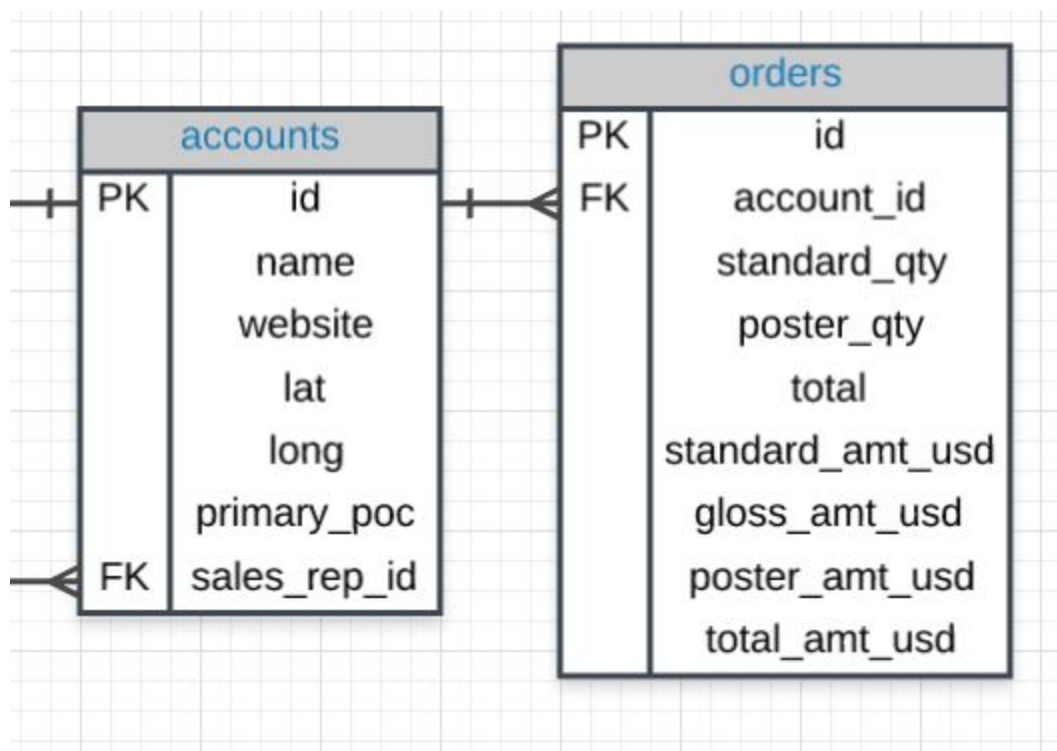 accounts
PK id
name
website
lat
long
primary_poc
FK sales_rep_id
orders
PK id
FK account_id
standard_qty
poster_qty
total
standard_amt_usd
gloss_amt_usd
poster_amt_usd
total_amt_usd